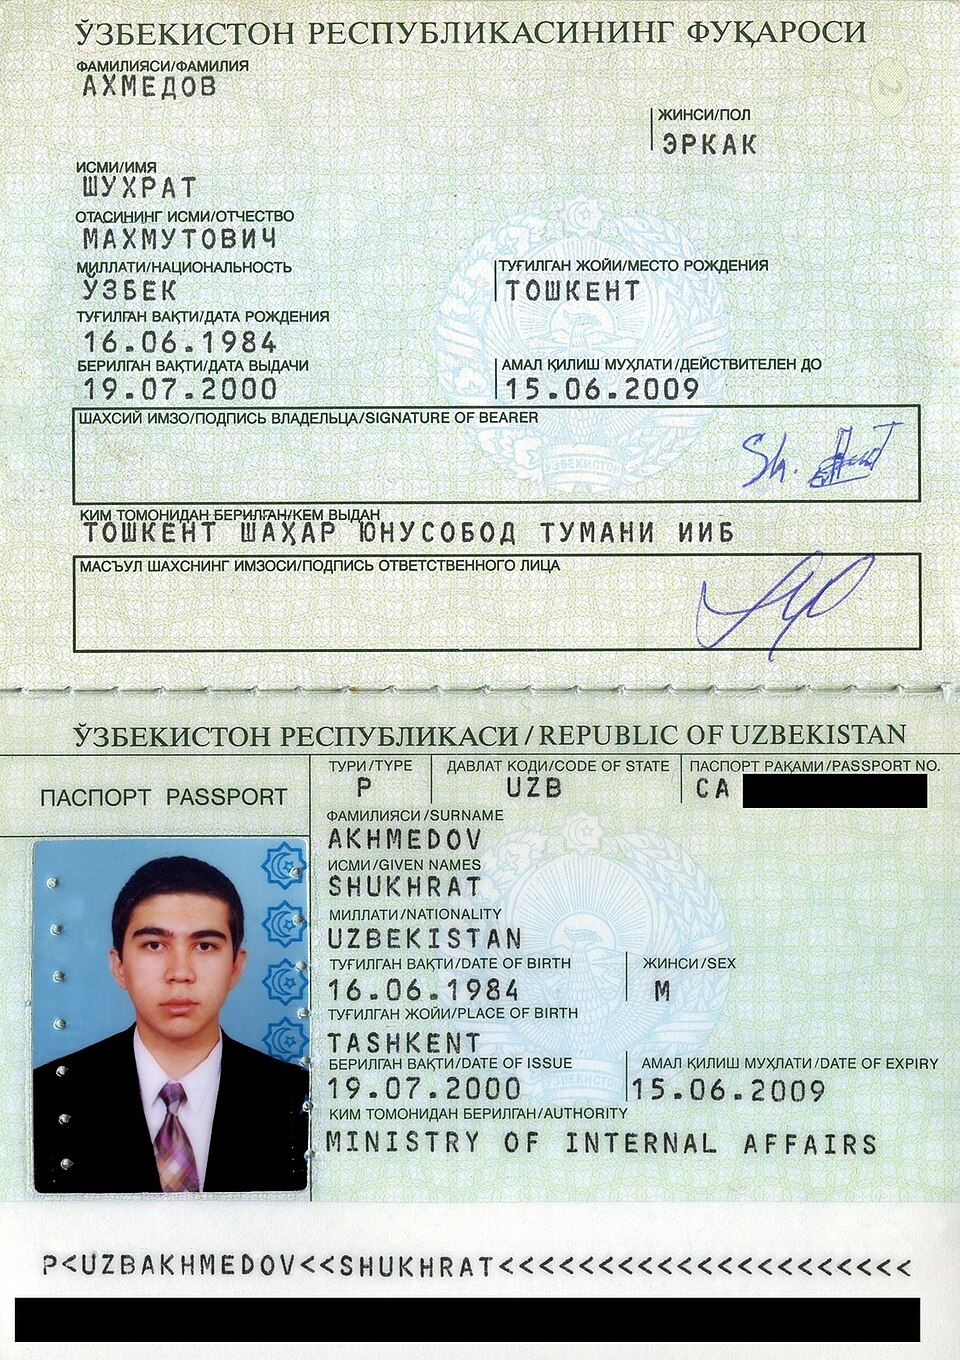 ЎЗБЕКИСТОН РЕСПУБЛИКАСИНИНГ ФУҚАРОСИ
ФАМИЛИЯСИ/ФАМИЛИЯ
АХМЕДОВ
ЖИНСИ/ПОЛ
ЭРКАК
ИСМИ/ИМЯ
ШУХРАТ
ОТАСИНИНГ ИСМИ/ОТЧЕСТВО
МАХМУТОВИЧ
МИЛЛАТИ/НАЦИОНАЛЬНОСТЬ
ЎЗБЕК
ТУҒИЛГАН ЖОЙИ/МЕСТО РОЖДЕНИЯ
ТОШКЕНТ
ТУҒИЛГАН ВАҚТИ/ДАТА РОЖДЕНИЯ
16.06.1984
БЕРИЛГАН ВАҚТИ/ДАТА ВЫДАЧИ
19.07.2000
АМАЛ ҚИЛИШ МУҲЛАТИ/ДЕЙСТВИТЕЛЕН ДО
15.06.2009
ШАХСИЙ ИМЗО/ПОДПИСЬ ВЛАДЕЛЬЦА/SIGNATURE OF BEARER
Sh.
КИМ ТОМОНИДАН БЕРИЛГАН/КЕМ ВЫДАН
ТОШКЕНТ ШАҲАР ЮНУСОБОД ТУМАНИ ИИБ
МАСЪУЛ ШАХСНИНГ ИМЗОСИ/ПОДПИСЬ ОТВЕТСТВЕННОГО ЛИЦА
ЎЗБЕКИСТОН РЕСПУБЛИКАСИ/REPUBLIC OF UZBEKISTAN
ПАСПОРТ PASSPORT
ТУРИ/TYPE
P
ДАВЛАТ КОДИ/CODE OF STATE
UZB
ПАСПОРТ РАҚАМИ/PASSPORT NO.
CA
ФАМИЛИЯСИ/SURNAME
AKHMEDOV
ИСМИ/GIVEN NAMES
SHUKHRAT
МИЛЛАТИ/NATIONALITY
UZBEKISTAN
ТУҒИЛГАН ВАҚТИ/DATE OF BIRTH
16.06.1984
ЖИНСИ/SEX
M
ТУҒИЛГАН ЖОЙИ/PLACE OF BIRTH
TASHKENT
БЕРИЛГАН ВАҚТИ/DATE OF ISSUE
19.07.2000
АМАЛ ҚИЛИШ МУҲЛАТИ/DATE OF EXPIRY
15.06.2009
КИМ ТОМОНИДАН БЕРИЛГАН/AUTHORITY
MINISTRY OF INTERNAL AFFAIRS
P<UZBAKHMEDOV<<SHUKHRAT<<<<<<<<<<<<<<<<<<<<<